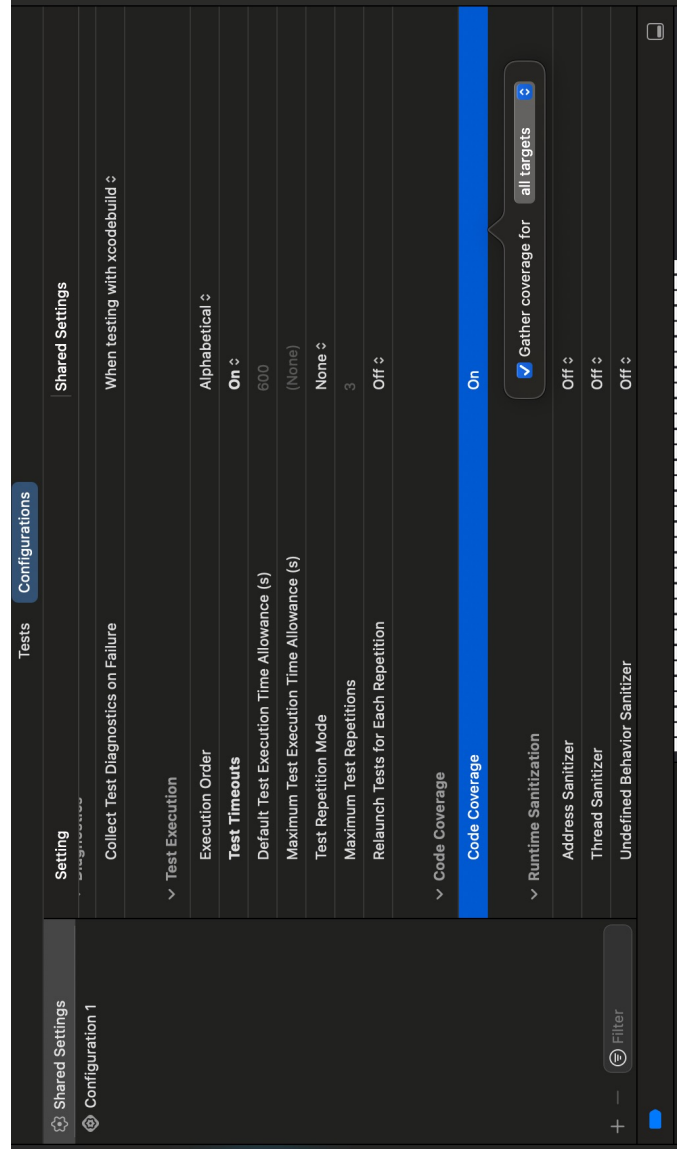 Tests Configurations
Shared Settings
Configuration 1
Filter
Setting Shared Settings
Diagnostics
Collect Test Diagnostics on Failure When testing with xcodebuild
Test Execution
Execution Order Alphabetical
Test Timeouts On
Default Test Execution Time Allowance (s) 600
Maximum Test Execution Time Allowance (s) (None)
Test Repetition Mode None
Maximum Test Repetitions 3
Relaunch Tests for Each Repetition Off
Code Coverage
Code Coverage On
Gather coverage for all targets
Runtime Sanitization
Address Sanitizer Off
Thread Sanitizer Off
Undefined Behavior Sanitizer Off